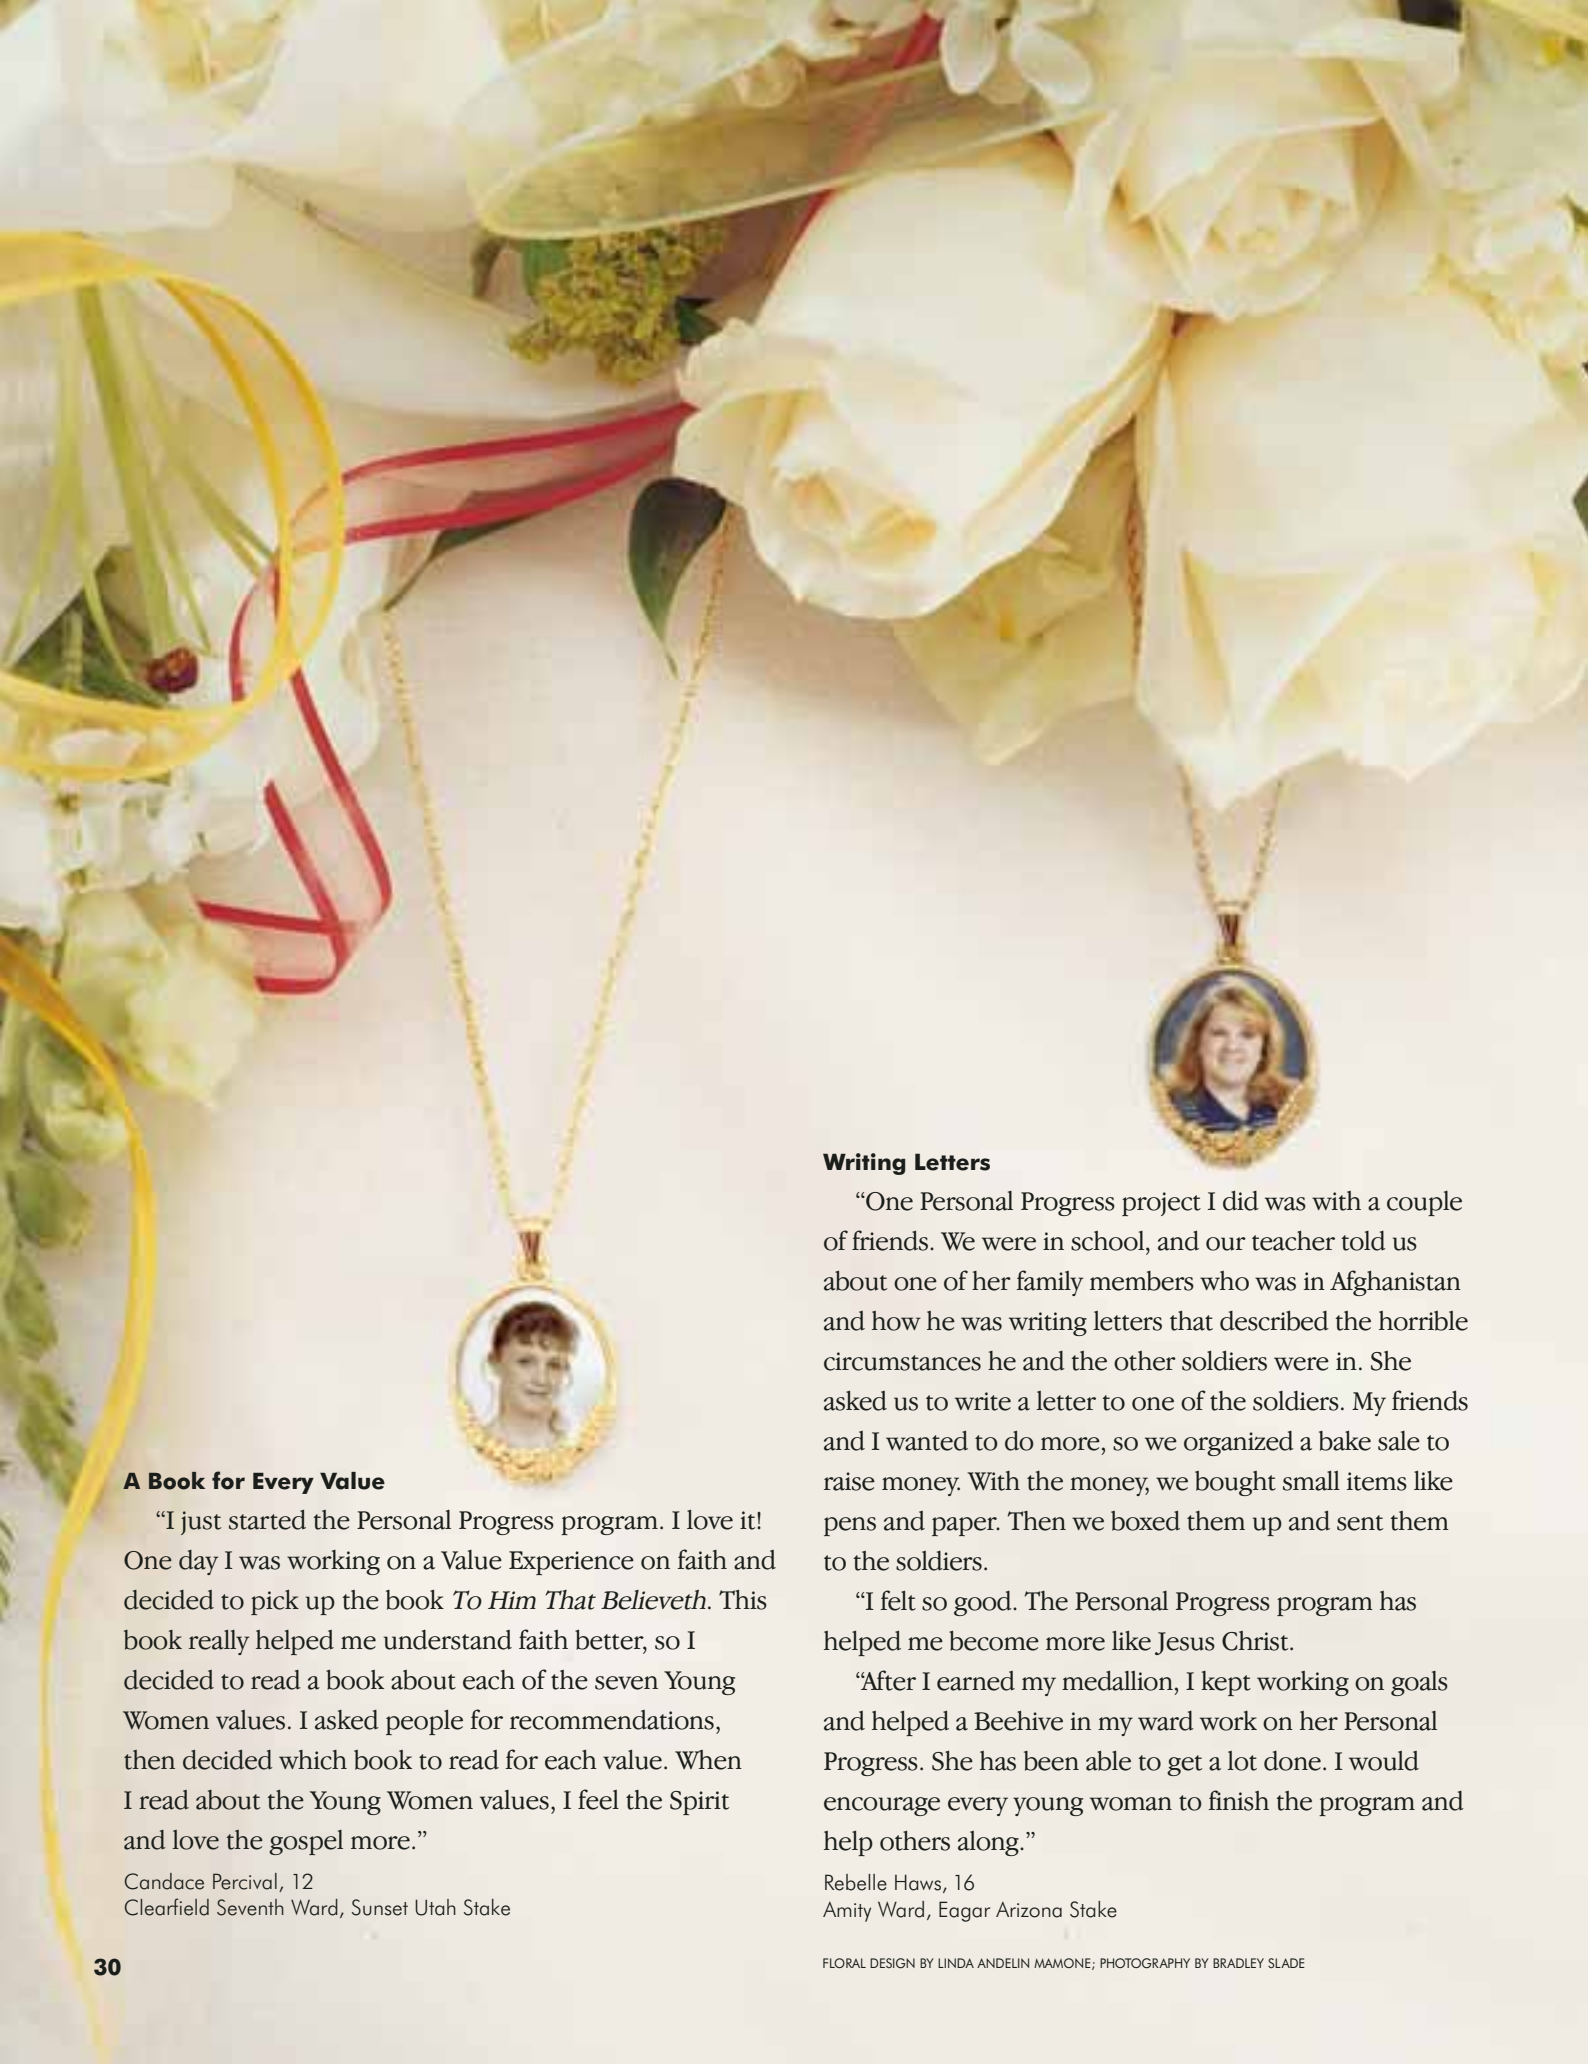 A Book for Every Value
“I just started the Personal Progress program. I love it!
One day I was working on a Value Experience on faith and
decided to pick up the book To Him That Believeth. This
book really helped me understand faith better, so I
decided to read a book about each of the seven Young
Women values. I asked people for recommendations,
then decided which book to read for each value. When
I read about the Young Women values, I feel the Spirit
and love the gospel more.”
Candace Percival, 12
Clearfield Seventh Ward, Sunset Utah Stake
Writing Letters
“One Personal Progress project I did was with a couple
of friends. We were in school, and our teacher told us
about one of her family members who was in Afghanistan
and how he was writing letters that described the horrible
circumstances he and the other soldiers were in. She
asked us to write a letter to one of the soldiers. My friends
and I wanted to do more, so we organized a bake sale to
raise money. With the money, we bought small items like
pens and paper. Then we boxed them up and sent them
to the soldiers.
“I felt so good. The Personal Progress program has
helped me become more like Jesus Christ.
“After I earned my medallion, I kept working on goals
and helped a Beehive in my ward work on her Personal
Progress. She has been able to get a lot done. I would
encourage every young woman to finish the program and
help others along.”
Rebelle Haws, 16
Amity Ward, Eagar Arizona Stake
30
FLORAL DESIGN BY LINDA ANDELIN MAMONE; PHOTOGRAPHY BY BRADLEY SLADE